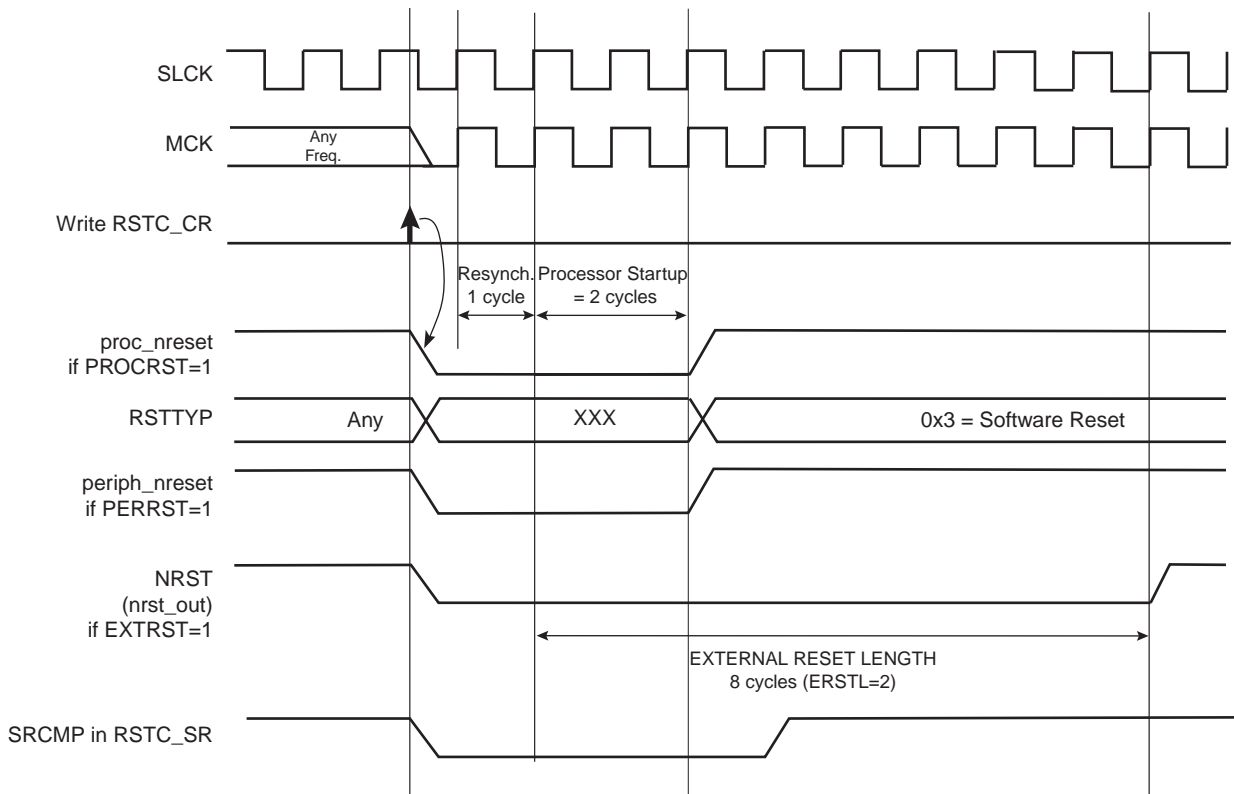 SLCK
MCK
Any
Freq.
Write RSTC_CR
Resynch.
1 cycle
Processor Startup
= 2 cycles
proc_nreset
if PROCRST=1
RSTTYP
Any
XXX
0x3 = Software Reset
periph_nreset
if PERRST=1
NRST
(nrst_out)
if EXTRST=1
EXTERNAL RESET LENGTH
8 cycles (ERSTL=2)
SRCMP in RSTC_SR